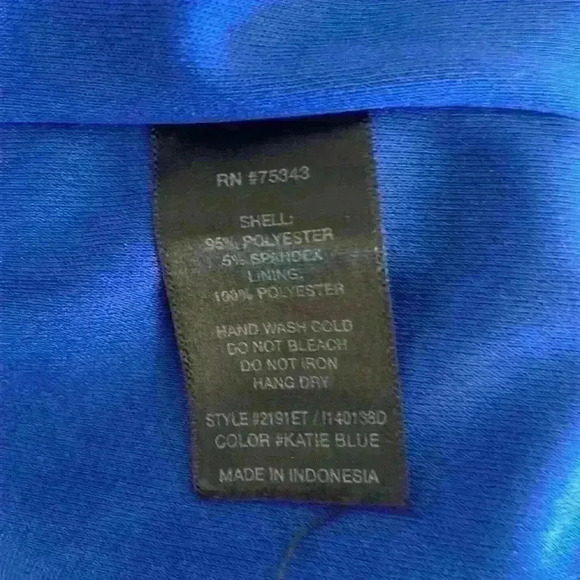 RN #75343
SHELL:
95% POLYESTER
5% SPANDEX
LINING:
100% POLYESTER
HAND WASH COLD
DO NOT BLEACH
DO NOT IRON
HANG DRY
STYLE #2191ET / I140138D
COLOR #KATIE BLUE
MADE IN INDONESIA